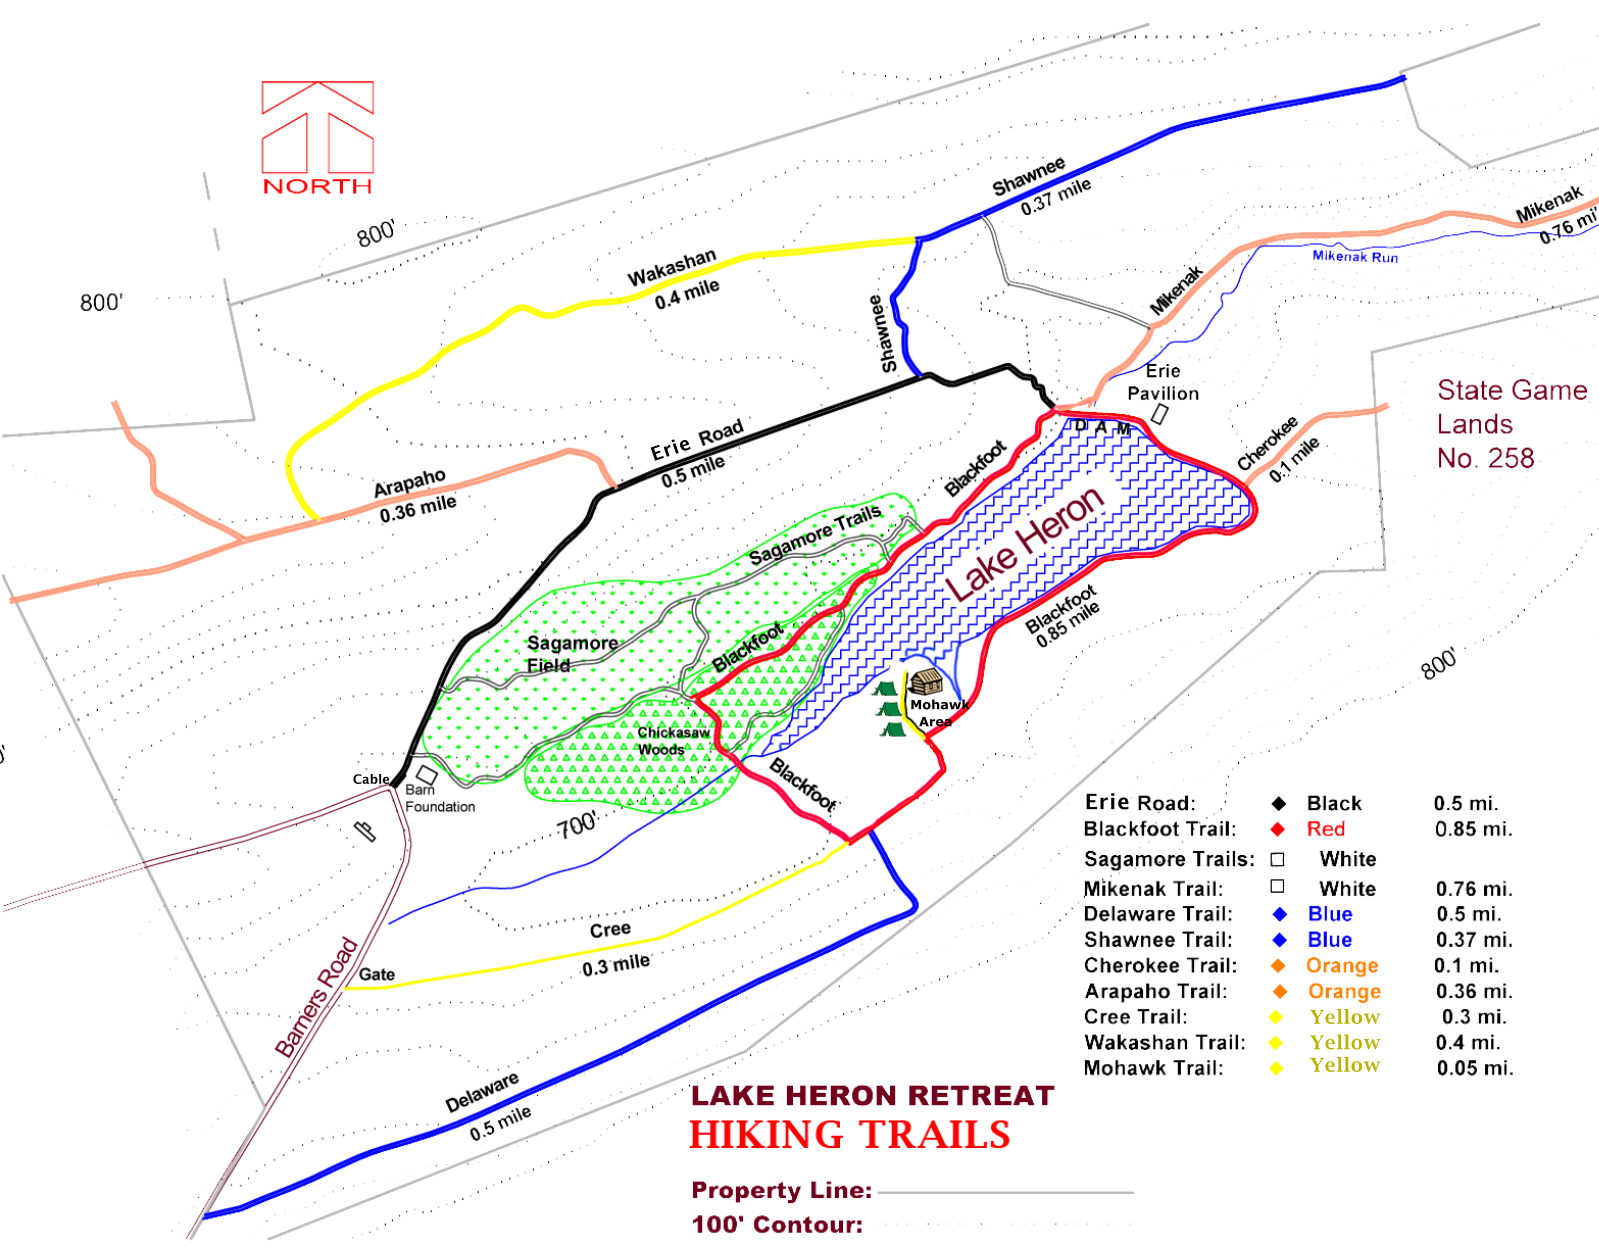 NORTH
800'
800'
Shawnee
0.37 mile
Mikenak
0.76 mi'
Mikenak Run
Mikenak
Wakashan
0.4 mile
Shawnee
Erie
Pavilion
DAM
State Game
Lands
No. 258
Cherokee
0.1 mile
Erie Road
0.5 mile
Arapaho
0.36 mile
Blackfoot
Sagamore Trails
Lake Heron
Blackfoot
0.85 mile
Sagamore
Field
Blackfoot
800'
Mohawk
Area
Chickasaw
Woods
Cable
Barn
Foundation
Blackfoot
700'
Cree
0.3 mile
Gate
Barners Road
Delaware
0.5 mile
Erie Road: Black 0.5 mi.
Blackfoot Trail: Red 0.85 mi.
Sagamore Trails: White
Mikenak Trail: White 0.76 mi.
Delaware Trail: Blue 0.5 mi.
Shawnee Trail: Blue 0.37 mi.
Cherokee Trail: Orange 0.1 mi.
Arapaho Trail: Orange 0.36 mi.
Cree Trail: Yellow 0.3 mi.
Wakashan Trail: Yellow 0.4 mi.
Mohawk Trail: Yellow 0.05 mi.
LAKE HERON RETREAT
HIKING TRAILS
Property Line:
100' Contour: